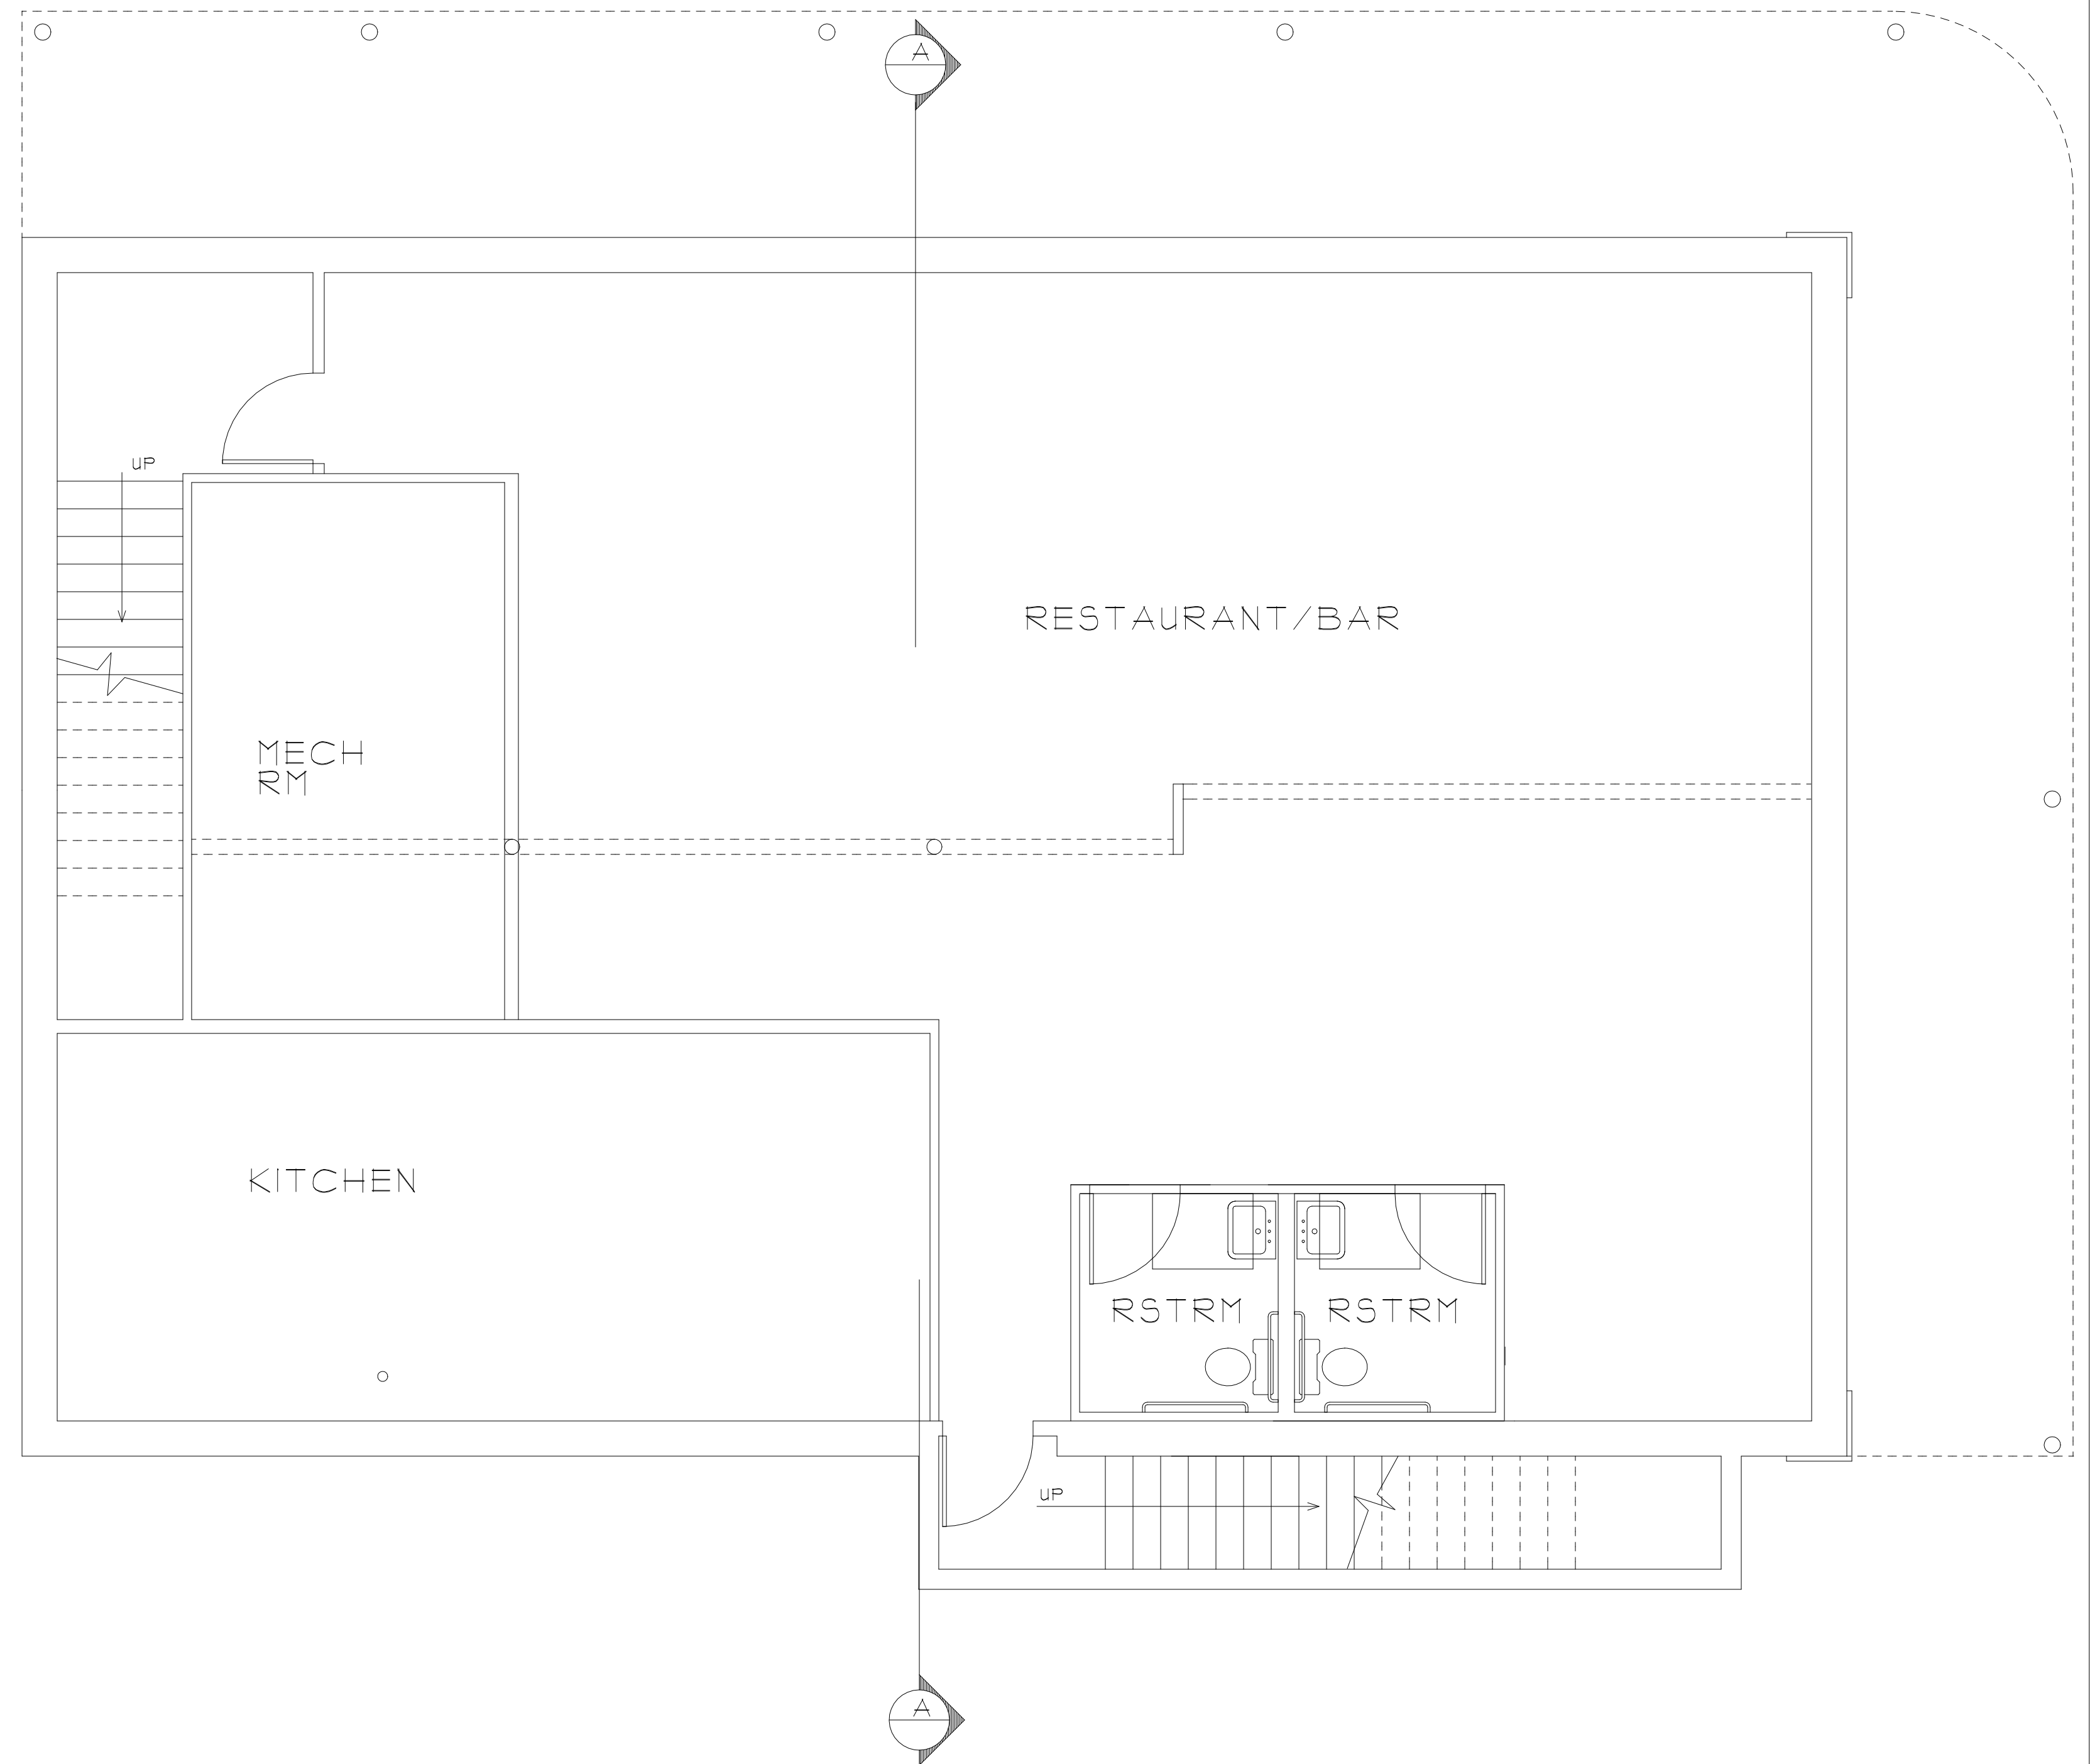 A
UP
RESTAURANT/BAR
MECH
RM
KITCHEN
RSTRM
RSTRM
UP
A